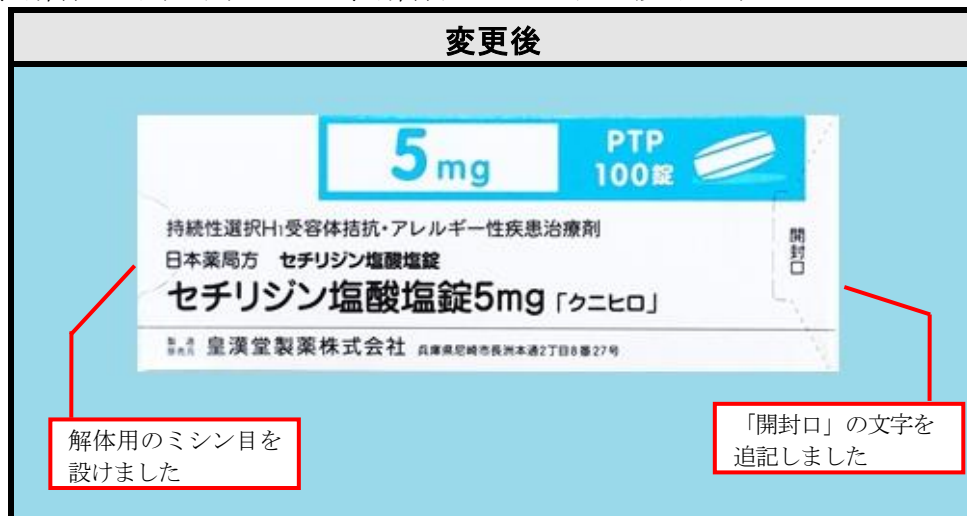 変更後
5mg
PTP
100錠
持続性選択H1受容体拮抗・アレルギー性疾患治療剤
日本薬局方 セチリジン塩酸塩錠
セチリジン塩酸塩錠5mg「クニヒロ」
開封口
皇漢堂製薬株式会社 兵庫県尼崎市長洲本通2丁目8番27号
解体用のミシン目を
設けました
「開封口」の文字を
追記しました